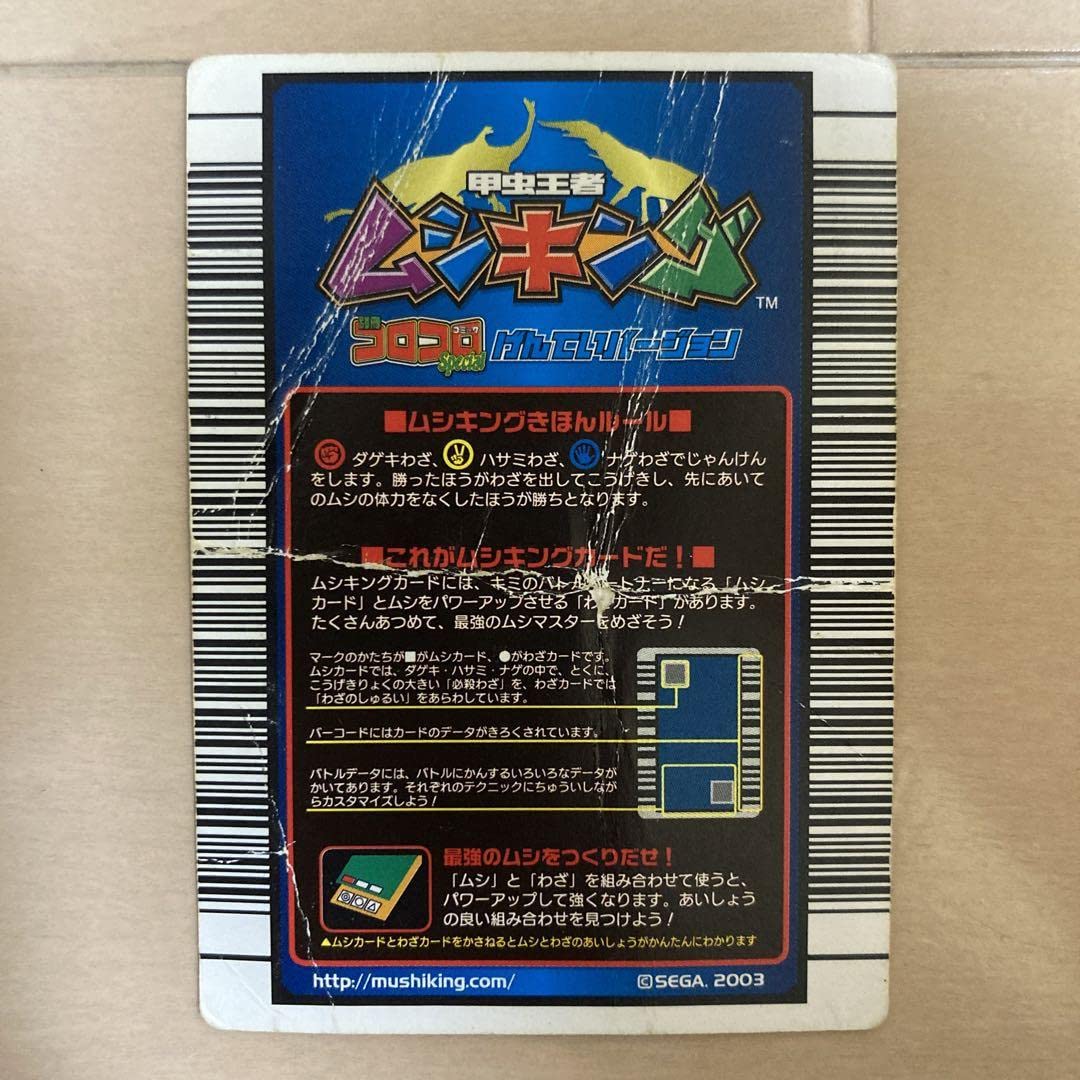 甲虫王者
ムシキング
TM
別冊コロコロコミックSpecial げんていバージョン
■ムシキングきほんルール■
ダゲキわざ、ハサミわざ、ナゲわざでじゃんけん
をします。勝ったほうがわざを出してこうげきし、先にあいて
のムシの体力をなくしたほうが勝ちとなります。
■これがムシキングカードだ！■
ムシキングカードには、キミのバトルパートナーになる「ムシ
カード」とムシをパワーアップさせる「わざカード」があります。
たくさんあつめて、最強のムシマスターをめざそう！
マークのかたちが■がムシカード、●がわざカードです。
ムシカードでは、ダゲキ・ハサミ・ナゲの中で、とくに、
こうげきりょくの大きい「必殺わざ」を、わざカードでは
「わざのしゅるい」をあらわしています。
バーコードにはカードのデータがきろくされています。
バトルデータには、バトルにかんするいろいろなデータが
かいてあります。それぞれのテクニックにちゅういしなが
らカスタマイズしよう！
最強のムシをつくりだせ！
「ムシ」と「わざ」を組み合わせて使うと、
パワーアップして強くなります。あいしょう
の良い組み合わせを見つけよう！
▲ムシカードとわざカードをかさねるとムシとわざのあいしょうがかんたんにわかります
http://mushiking.com/ ©SEGA. 2003